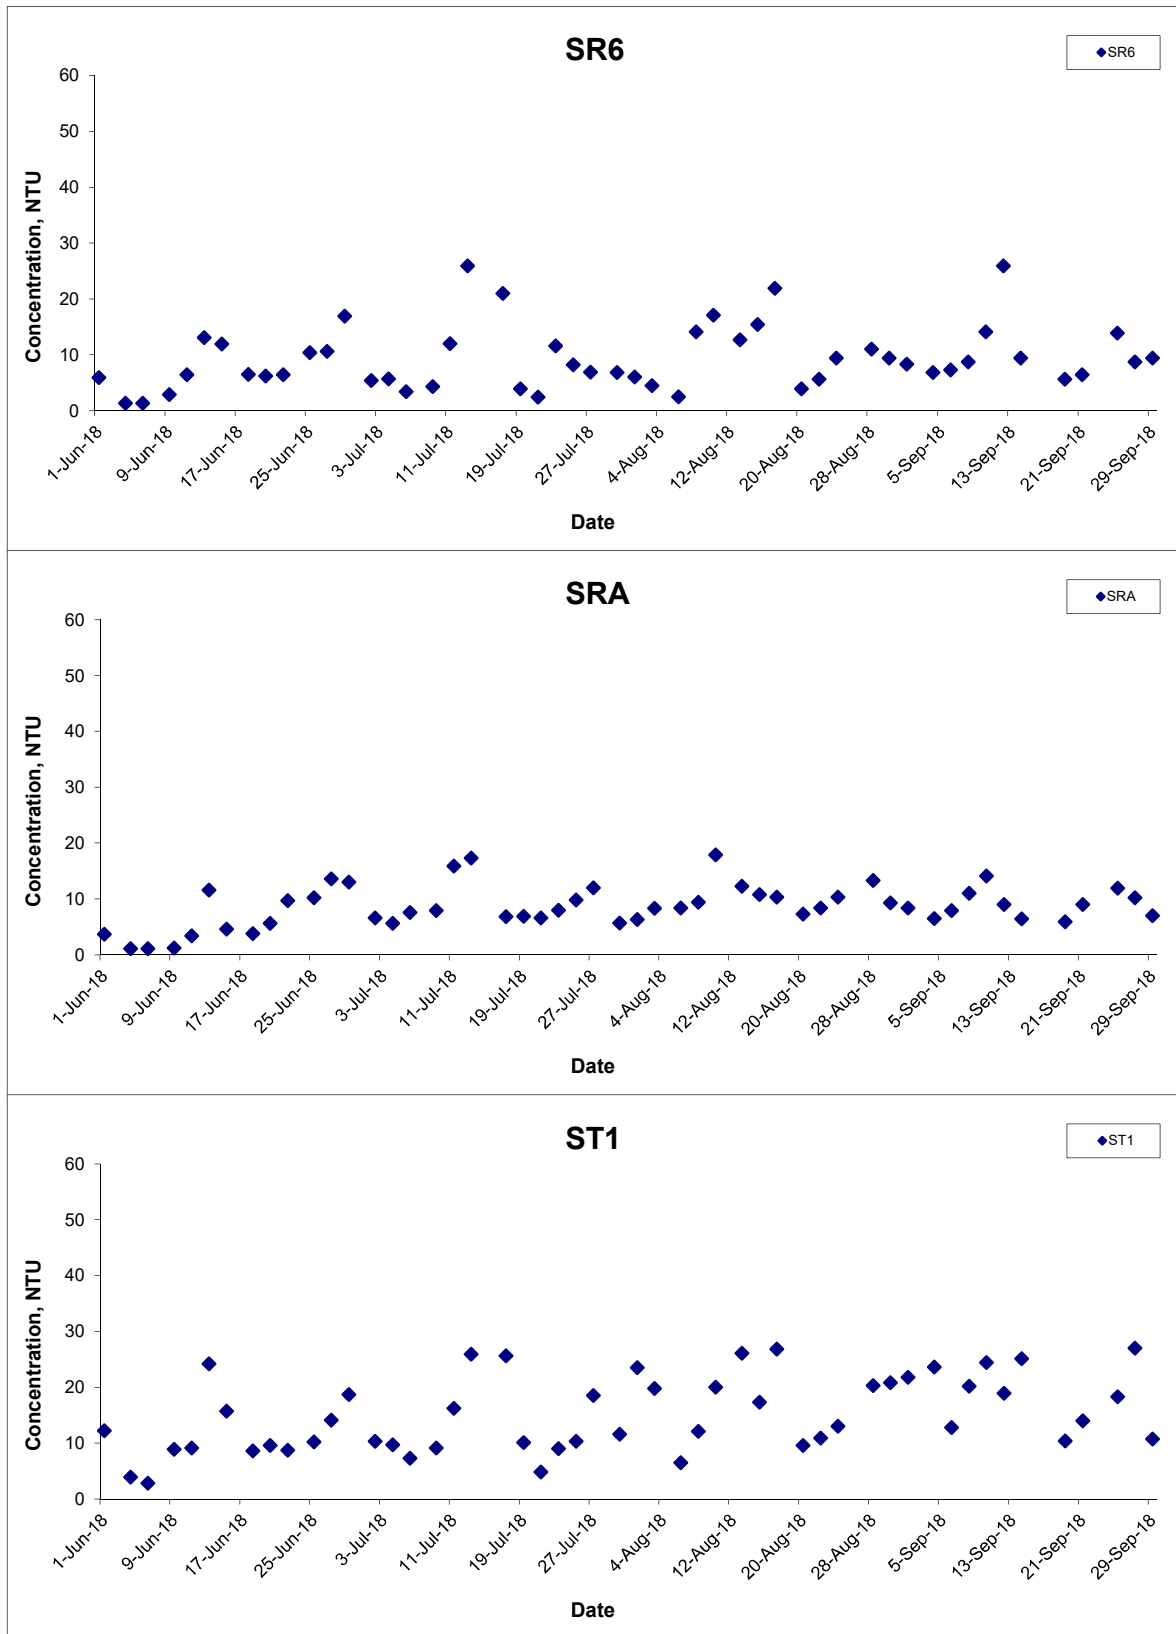 SR6
SR6
60
50
40
30
20
10
0
Concentration, NTU
1-Jun-18
9-Jun-18
17-Jun-18
25-Jun-18
3-Jul-18
11-Jul-18
19-Jul-18
27-Jul-18
4-Aug-18
12-Aug-18
20-Aug-18
28-Aug-18
5-Sep-18
13-Sep-18
21-Sep-18
29-Sep-18
Date
SRA
SRA
60
50
40
30
20
10
0
Concentration, NTU
1-Jun-18
9-Jun-18
17-Jun-18
25-Jun-18
3-Jul-18
11-Jul-18
19-Jul-18
27-Jul-18
4-Aug-18
12-Aug-18
20-Aug-18
28-Aug-18
5-Sep-18
13-Sep-18
21-Sep-18
29-Sep-18
Date
ST1
ST1
60
50
40
30
20
10
0
Concentration, NTU
1-Jun-18
9-Jun-18
17-Jun-18
25-Jun-18
3-Jul-18
11-Jul-18
19-Jul-18
27-Jul-18
4-Aug-18
12-Aug-18
20-Aug-18
28-Aug-18
5-Sep-18
13-Sep-18
21-Sep-18
29-Sep-18
Date